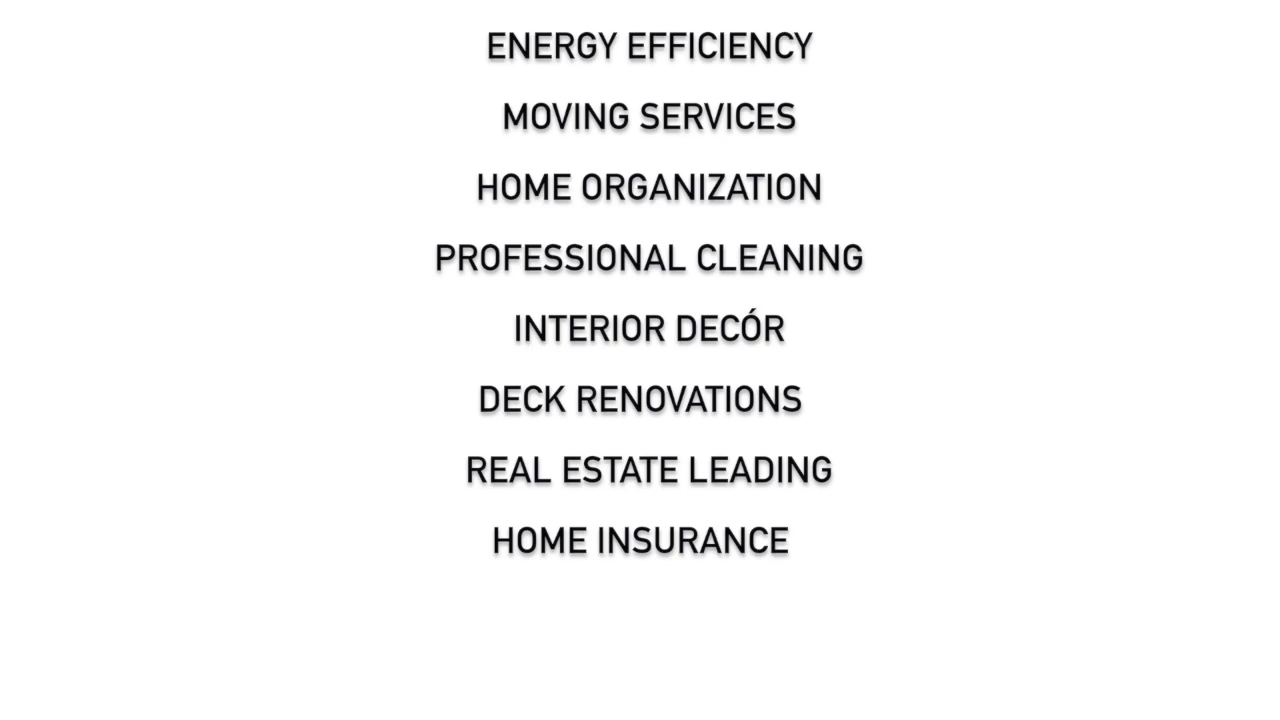 ENERGY EFFICIENCY
MOVING SERVICES
HOME ORGANIZATION
PROFESSIONAL CLEANING
INTERIOR DECÓR
DECK RENOVATIONS
REAL ESTATE LEADING
HOME INSURANCE